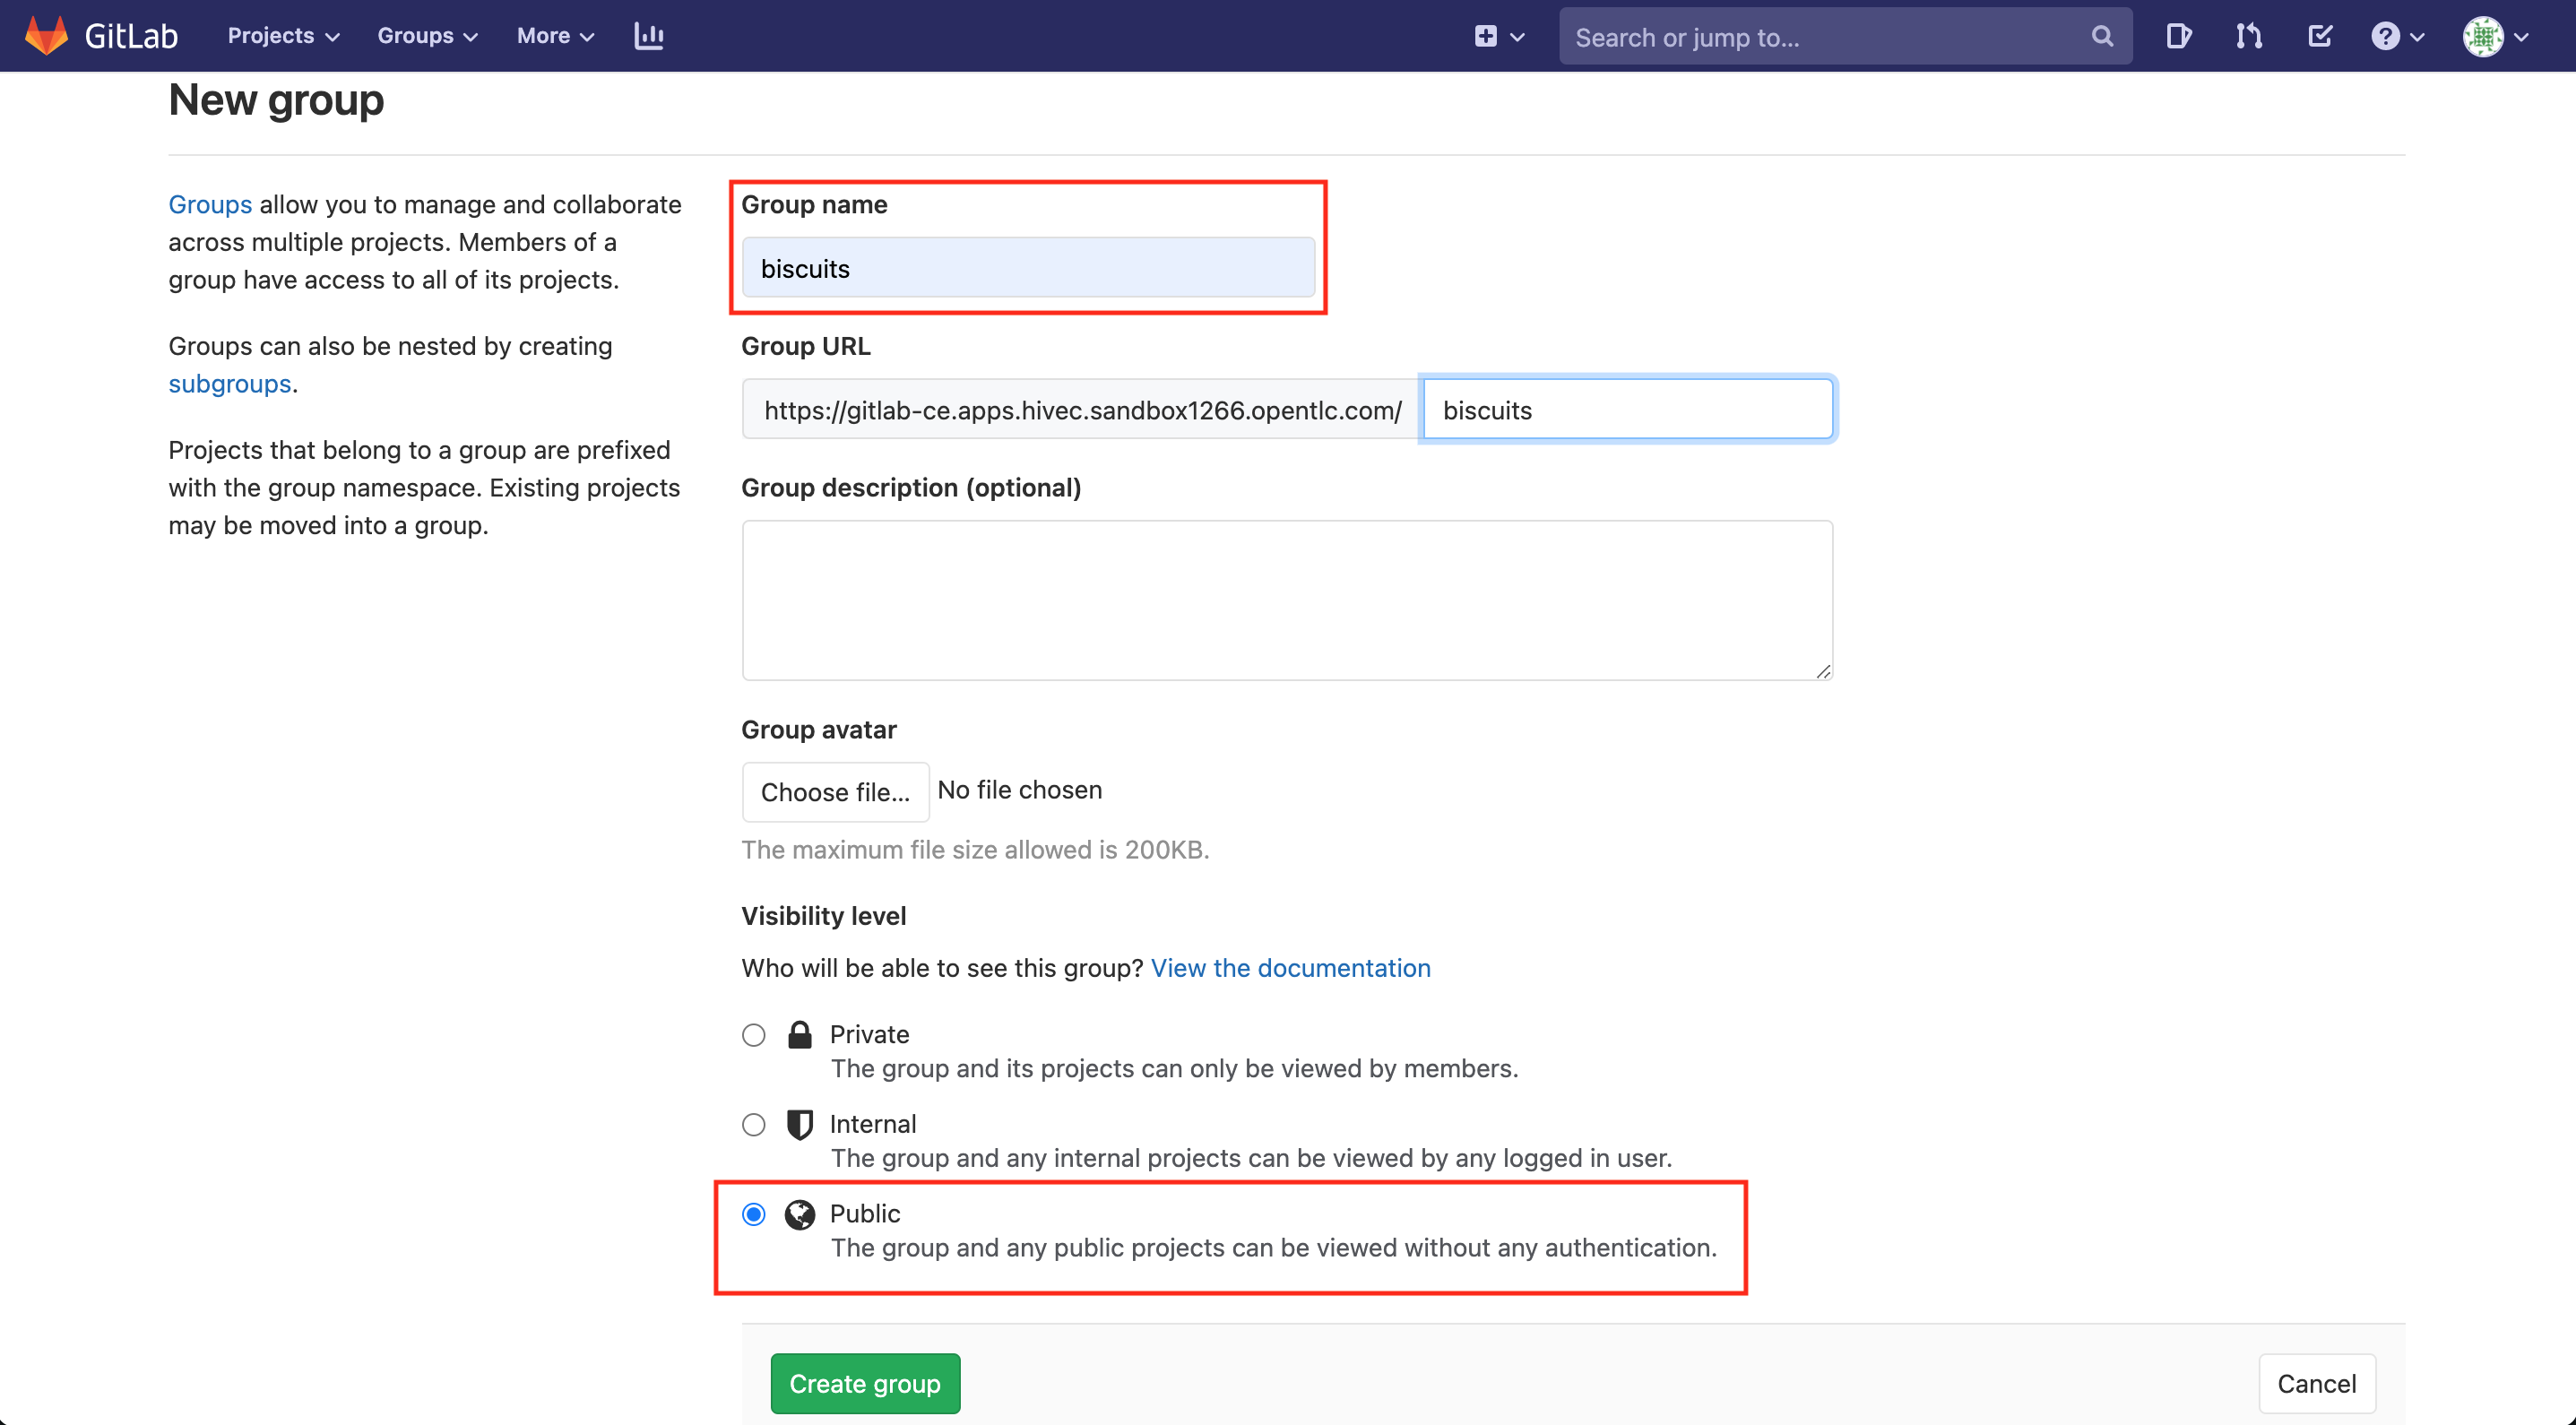 GitLab Projects Groups More Search or jump to...
New group
Groups allow you to manage and collaborate
across multiple projects. Members of a
group have access to all of its projects.
Groups can also be nested by creating
subgroups.
Projects that belong to a group are prefixed
with the group namespace. Existing projects
may be moved into a group.
Group name
biscuits
Group URL
https://gitlab-ce.apps.hivec.sandbox1266.opentlc.com/ biscuits
Group description (optional)
Group avatar
Choose file... No file chosen
The maximum file size allowed is 200KB.
Visibility level
Who will be able to see this group? View the documentation
Private
The group and its projects can only be viewed by members.
Internal
The group and any internal projects can be viewed by any logged in user.
Public
The group and any public projects can be viewed without any authentication.
Create group Cancel